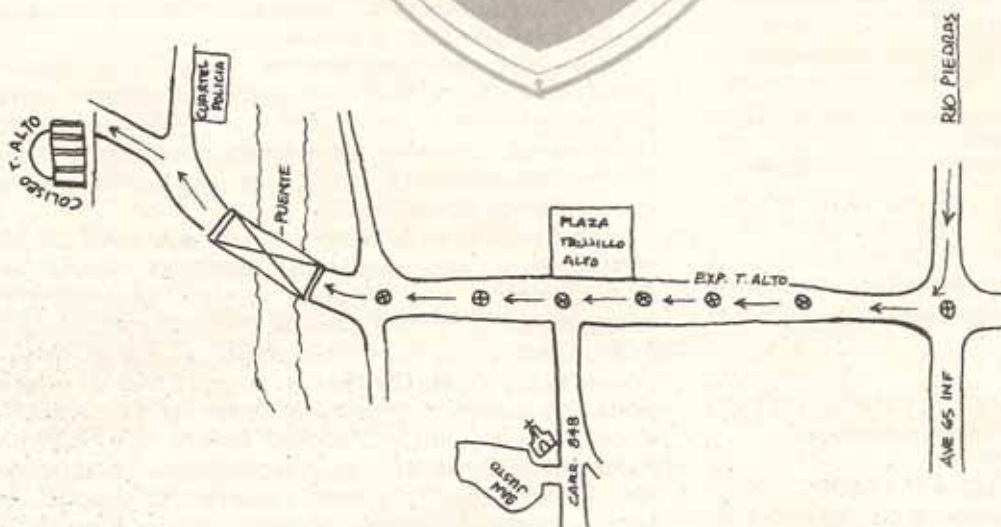 RIO PIEDRAS
CUARTEL
POLICIA
COLISEO T. ALTO
PUENTE
PLAZA
TRUJILLO
ALTO
EXP. T. ALTO
AVE 65 INF
CARR. 848
SAN
JUSTO